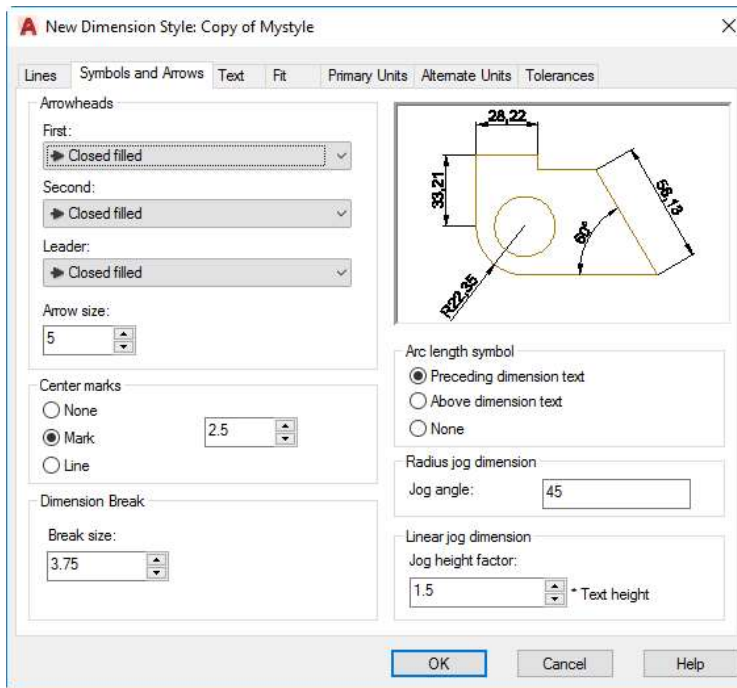 New Dimension Style: Copy of Mystyle
Lines Symbols and Arrows Text Fit Primary Units Alternate Units Tolerances
Arrowheads
First:
Closed filled
Second:
Closed filled
Leader:
Closed filled
Arrow size:
5
Center marks
None
Mark
2.5
Line
Dimension Break
Break size:
3.75
28,22
33,21
56,13
60°
R22,35
Arc length symbol
Preceding dimension text
Above dimension text
None
Radius jog dimension
Jog angle: 45
Linear jog dimension
Jog height factor:
1.5 * Text height
OK Cancel Help